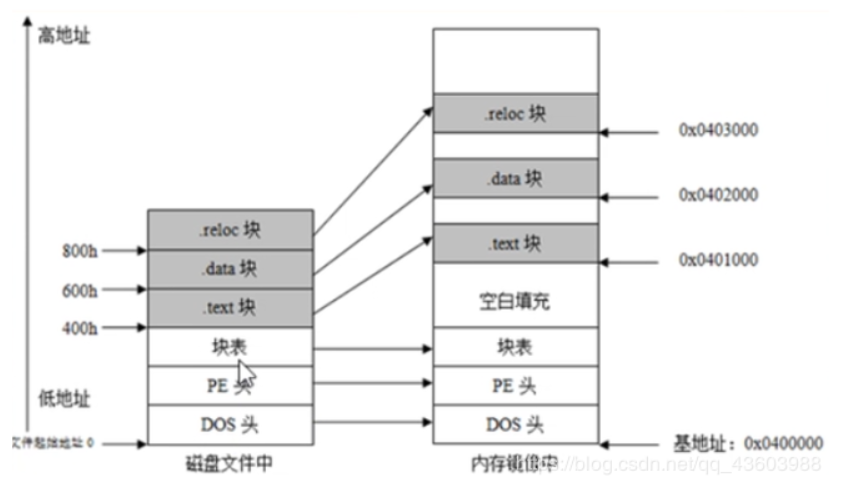 高地址
.reloc 块
0x0403000
.data 块
0x0402000
.reloc 块
.text 块
800h
.data 块
0x0401000
600h
.text 块
空白填充
400h
块表
块表
PE 头
PE 头
低地址
DOS 头
DOS 头
文件起始地址 0
基地址：0x0400000
磁盘文件中
内存镜像中
https://blog.csdn.net/qq_43603988